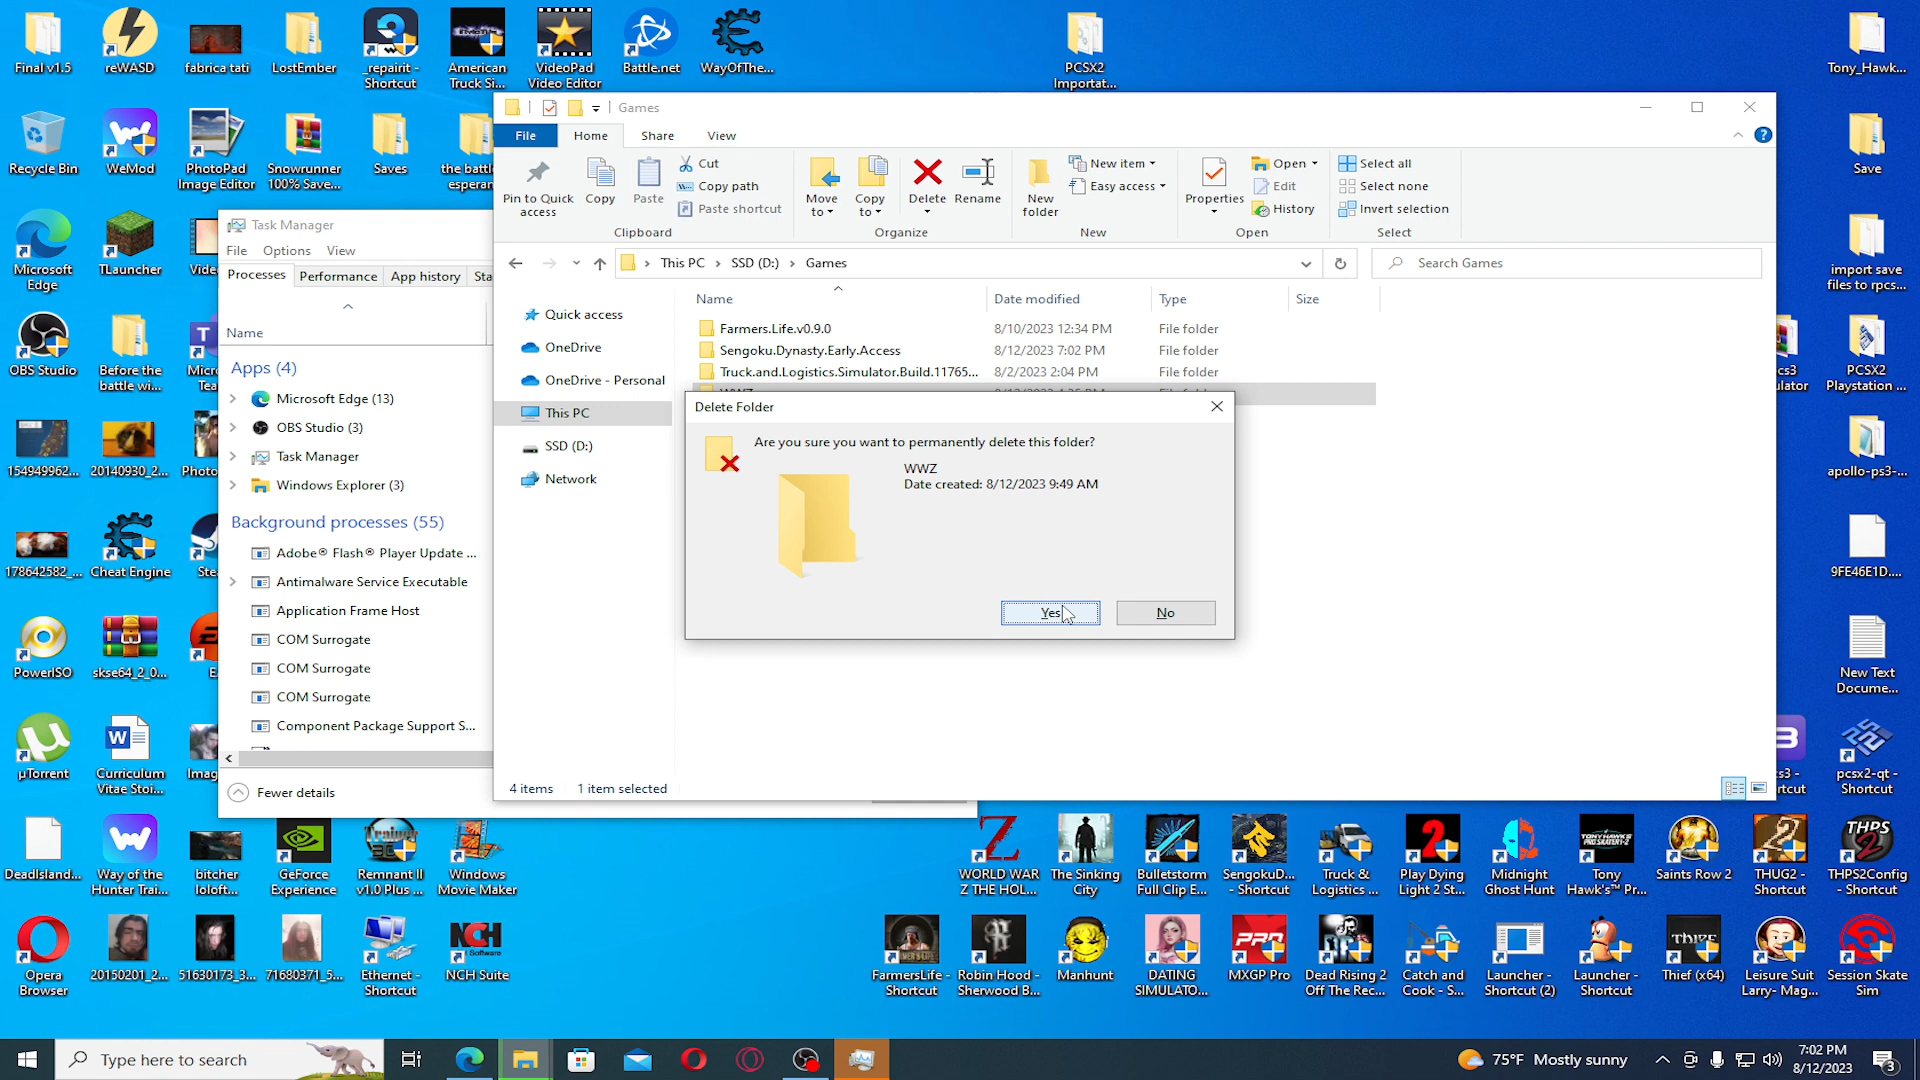 Final v1.5
reWASD
fabrica tati
LostEmber
_repairit -
Shortcut
American
Truck Si...
VideoPad
Video Editor
Battle.net
WayOfThe...
PCSX2
Importat...
Tony_Hawk...
Recycle Bin
WeMod
PhotoPad
Image Editor
Snowrunner
100% Save...
Saves
the battl
esperan
Save
Microsoft
Edge
TLauncher
import save
files to rpcs...
OBS Studio
Before the
battle wi...
PCSX2
Playstation ...
154949962...
20140930_2...
apollo-ps3-...
178642582_...
Cheat Engine
9FE46E1D....
PowerISO
skse64_2_0...
New Text
Docume...
µTorrent
Curriculum
Vitae Stoi...
pcsx2-qt -
Shortcut
Task Manager
File
Options
View
Processes
Performance
App history
Sta
Name
Apps (4)
Microsoft Edge (13)
OBS Studio (3)
Task Manager
Windows Explorer (3)
Background processes (55)
Adobe® Flash® Player Update ...
Antimalware Service Executable
Application Frame Host
COM Surrogate
COM Surrogate
COM Surrogate
Component Package Support S...
Fewer details
Games
File
Home
Share
View
Pin to Quick
access
Copy
Paste
Cut
Copy path
Paste shortcut
Clipboard
Move
to
Copy
to
Delete
Rename
Organize
New
folder
New item
Easy access
New
Properties
Open
Edit
History
Open
Select all
Select none
Invert selection
Select
This PC
SSD (D:)
Games
Search Games
Quick access
OneDrive
OneDrive - Personal
This PC
SSD (D:)
Network
Name
Date modified
Type
Size
Farmers.Life.v0.9.0
8/10/2023 12:34 PM
File folder
Sengoku.Dynasty.Early.Access
8/12/2023 7:02 PM
File folder
Truck.and.Logistics.Simulator.Build.11765...
8/2/2023 2:04 PM
File folder
Delete Folder
Are you sure you want to permanently delete this folder?
WWZ
Date created: 8/12/2023 9:49 AM
Yes
No
4 items
1 item selected
DeadIsland...
Way of the
Hunter Trai...
bitcher
loloft...
GeForce
Experience
Remnant II
v1.0 Plus ...
Windows
Movie Maker
WORLD WAR
Z THE HOL...
The Sinking
City
Bulletstorm
Full Clip E...
SengokuD...
- Shortcut
Truck &
Logistics ...
Play Dying
Light 2 St...
Midnight
Ghost Hunt
Tony
Hawk's™ Pr...
Saints Row 2
THUG2 -
Shortcut
THPS2Config
- Shortcut
Opera
Browser
20150201_2...
51630173_3...
71680371_5...
Ethernet -
Shortcut
NCH Suite
FarmersLife -
Shortcut
Robin Hood -
Sherwood B...
Manhunt
DATING
SIMULATO...
MXGP Pro
Dead Rising 2
Off The Rec...
Catch and
Cook - S...
Launcher -
Shortcut (2)
Launcher -
Shortcut
Thief (x64)
Leisure Suit
Larry- Mag...
Session Skate
Sim
Type here to search
75°F Mostly sunny
7:02 PM
8/12/2023
3